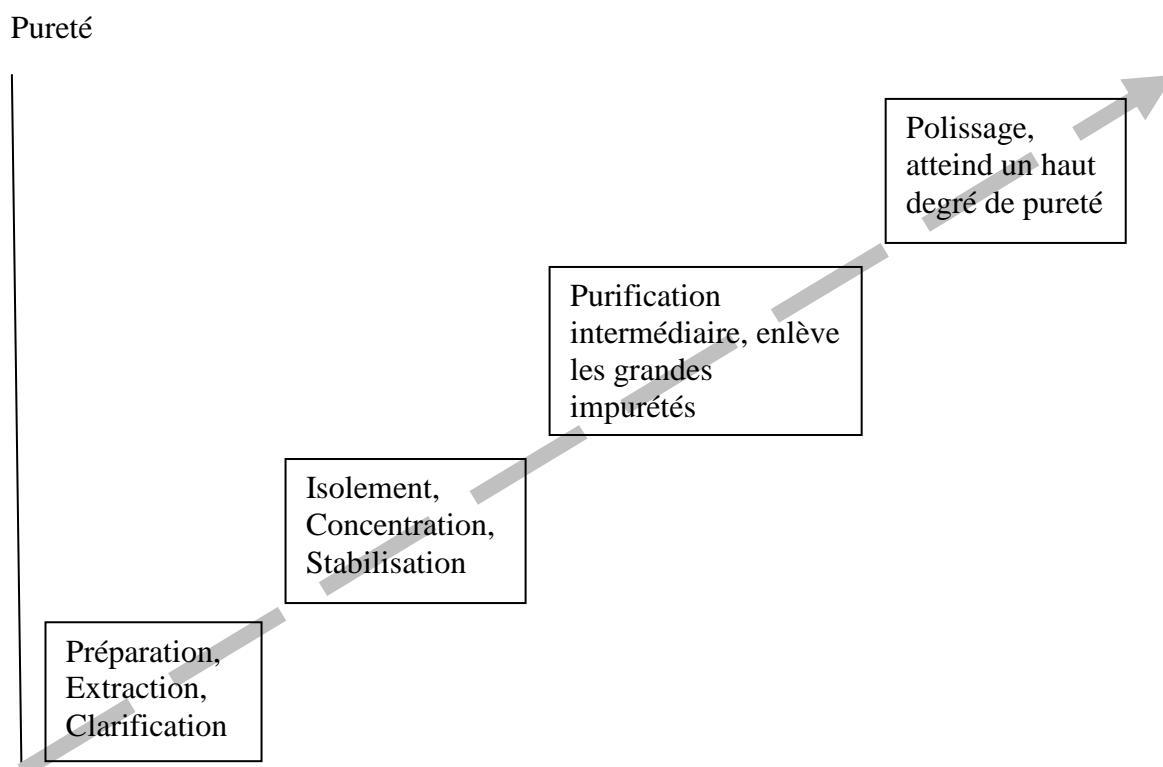 Pureté
Polissage,
atteind un haut
degré de pureté
Purification
intermédiaire, enlève
les grandes
impurétés
Isolement,
Concentration,
Stabilisation
Préparation,
Extraction,
Clarification